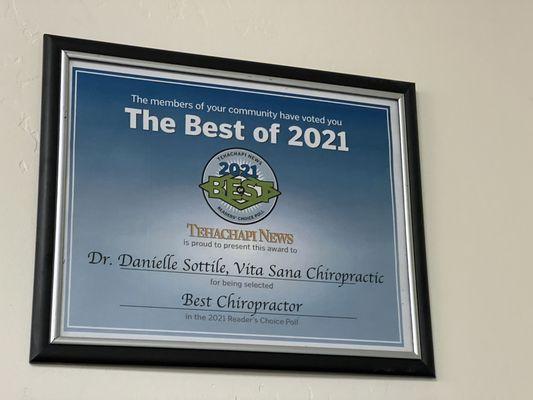 The members of your community have voted you
The Best of 2021
TEHACHAPI NEWS
2021
BEST
READERS' CHOICE POLL
TEHACHAPI NEWS
is proud to present this award to
Dr. Danielle Sottile, Vita Sana Chiropractic
for being selected
Best Chiropractor
in the 2021 Reader's Choice Poll